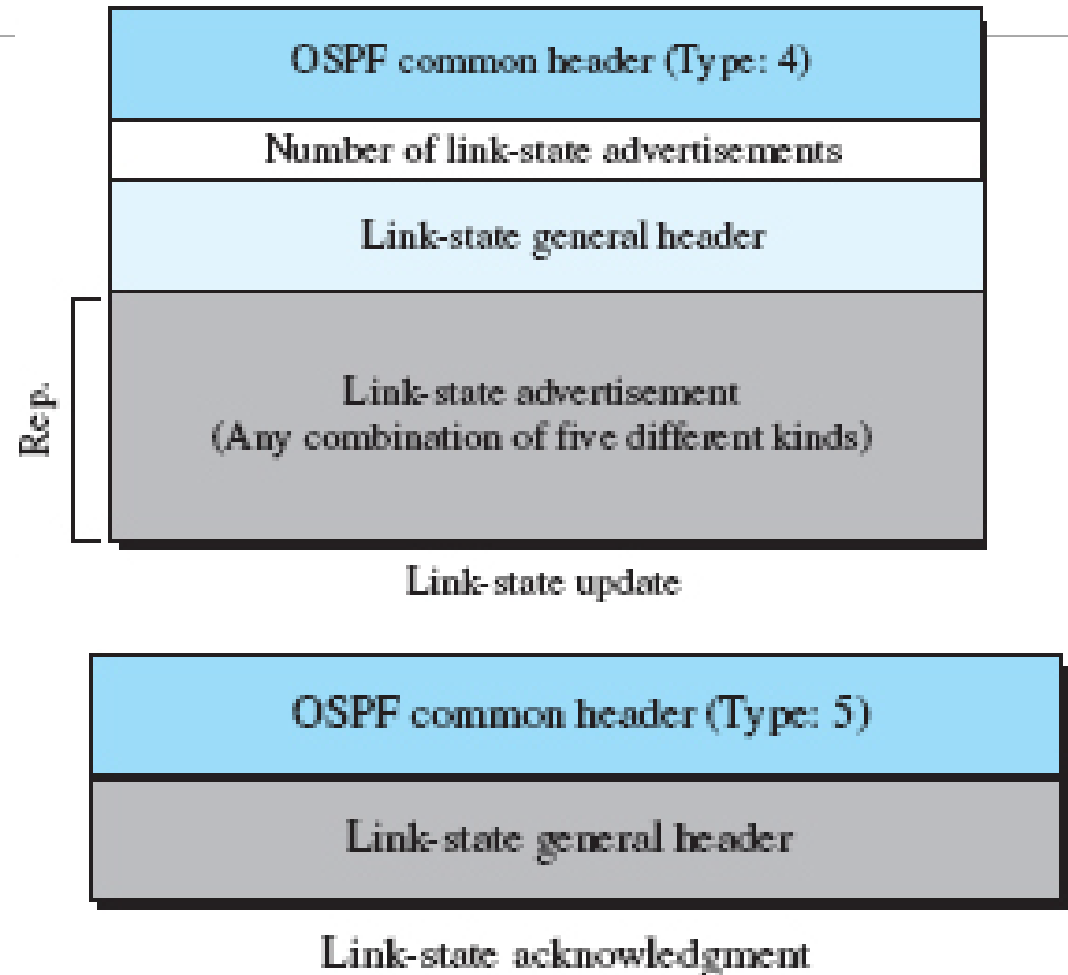 OSPF common header (Type: 4)
Number of link-state advertisements
Link-state general header
Rep.
Link-state advertisement
(Any combination of five different kinds)
Link-state update
OSPF common header (Type: 5)
Link-state general header
Link-state acknowledgment